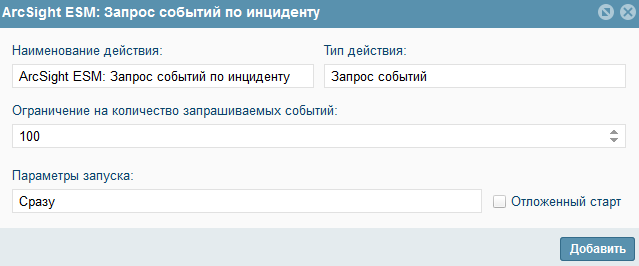 ArcSight ESM: Запрос событий по инциденту
Наименование действия: Тип действия:
ArcSight ESM: Запрос событий по инциденту Запрос событий
Ограничение на количество запрашиваемых событий:
100
Параметры запуска:
Сразу Отложенный старт
Добавить